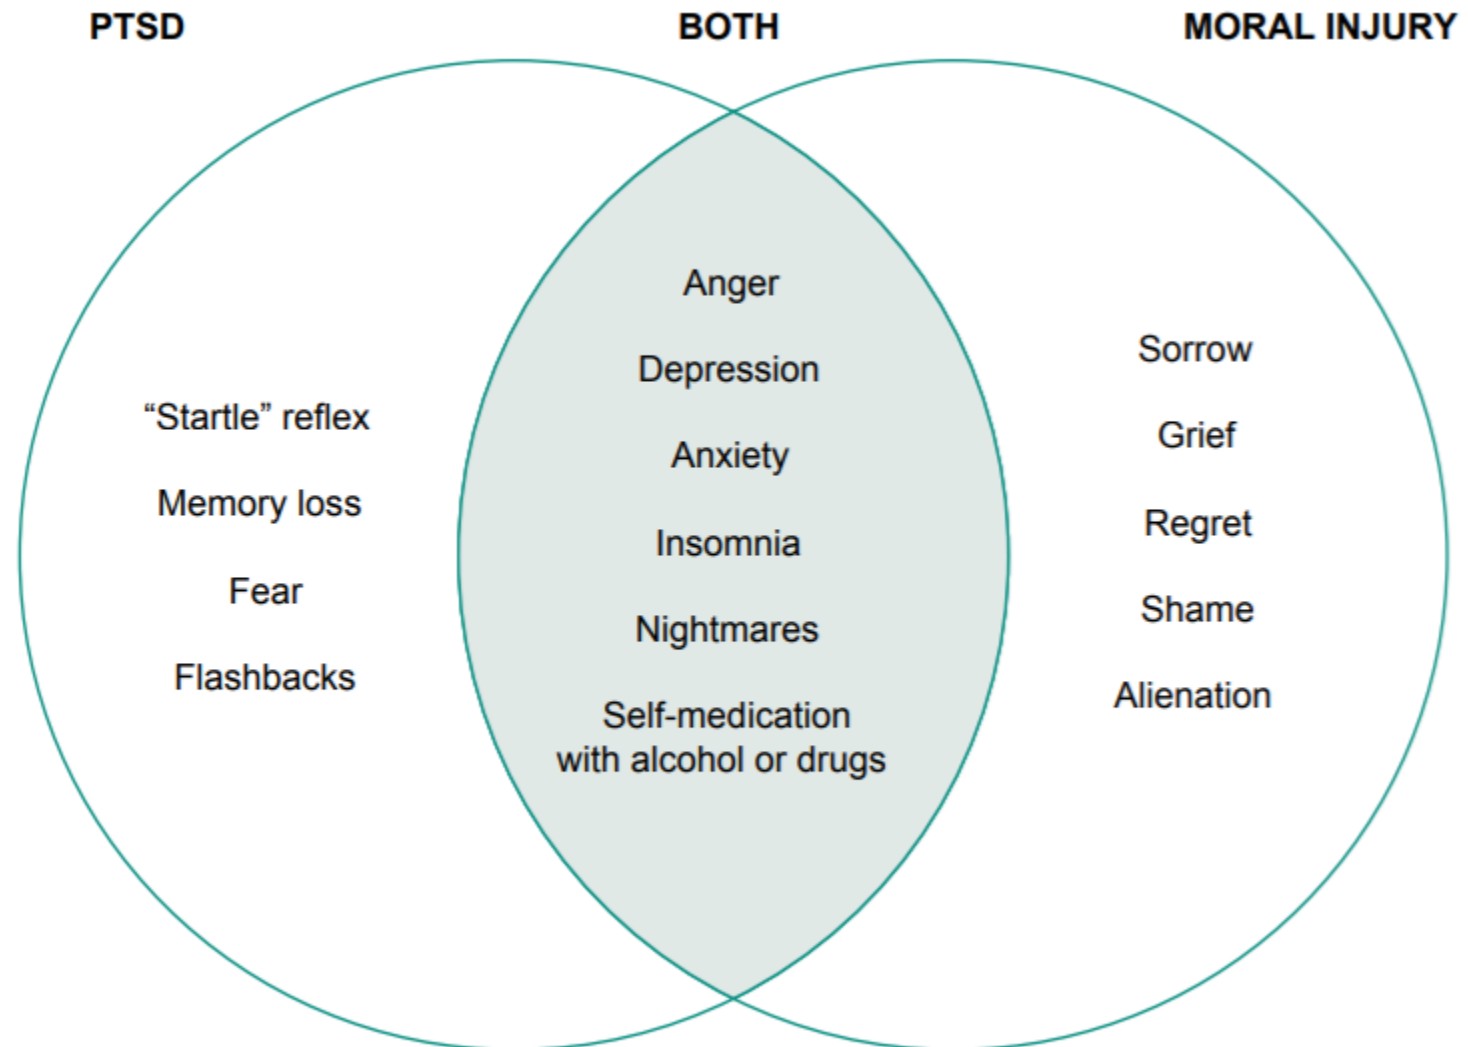 PTSD
BOTH
MORAL INJURY
“Startle” reflex
Memory loss
Fear
Flashbacks
Anger
Depression
Anxiety
Insomnia
Nightmares
Self-medication
with alcohol or drugs
Sorrow
Grief
Regret
Shame
Alienation